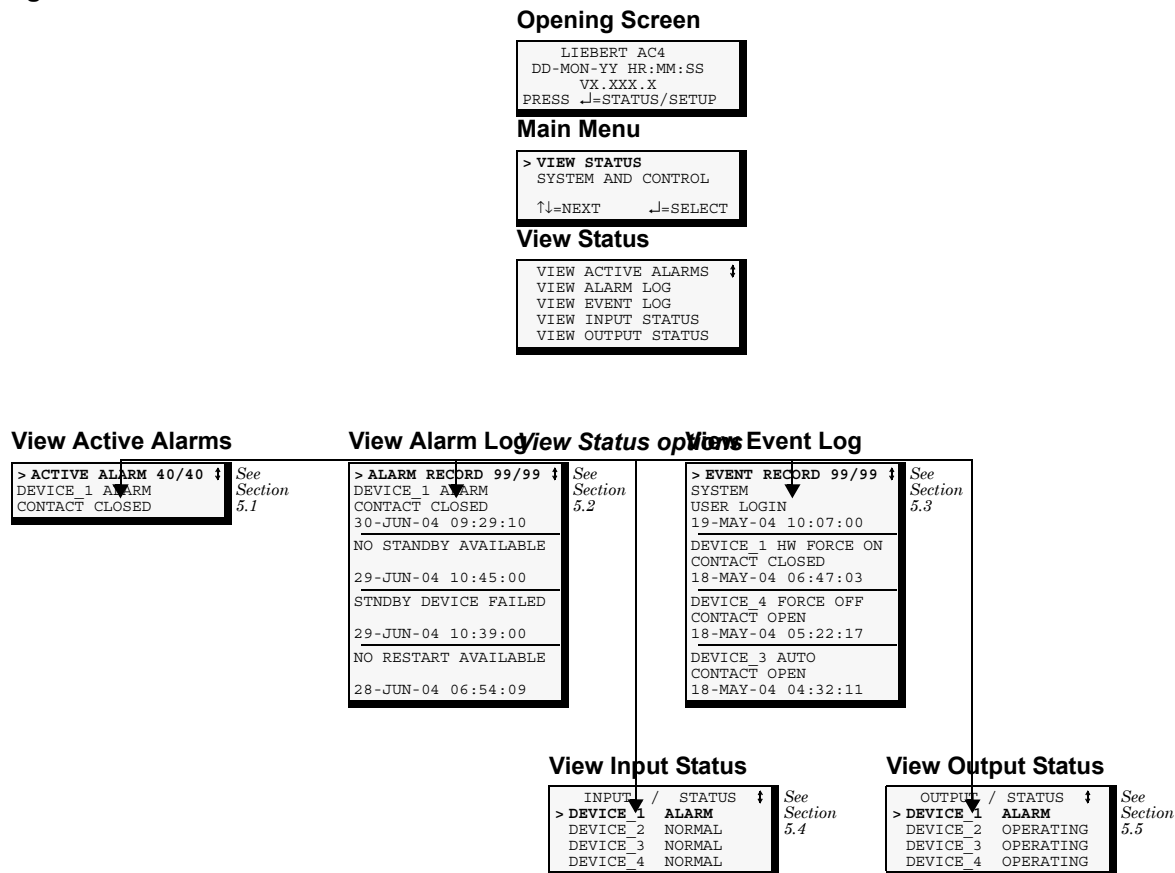 Opening Screen
LIEBERT AC4
DD-MON-YY HR:MM:SS
VX.XXX.X
PRESS ↵=STATUS/SETUP
Main Menu
> VIEW STATUS
SYSTEM AND CONTROL
↑↓=NEXT ↵=SELECT
View Status
VIEW ACTIVE ALARMS ↕
VIEW ALARM LOG
VIEW EVENT LOG
VIEW INPUT STATUS
VIEW OUTPUT STATUS
View Status options
View Active Alarms
> ACTIVE ALARM 40/40 ↕
DEVICE_1 ALARM
CONTACT CLOSED
See
Section
5.1
View Alarm Log
> ALARM RECORD 99/99 ↕
DEVICE_1 ALARM
CONTACT CLOSED
30-JUN-04 09:29:10
NO STANDBY AVAILABLE
29-JUN-04 10:45:00
STNDBY DEVICE FAILED
29-JUN-04 10:39:00
NO RESTART AVAILABLE
28-JUN-04 06:54:09
See
Section
5.2
View Event Log
> EVENT RECORD 99/99 ↕
SYSTEM
USER LOGIN
19-MAY-04 10:07:00
DEVICE_1 HW FORCE ON
CONTACT CLOSED
18-MAY-04 06:47:03
DEVICE_4 FORCE OFF
CONTACT OPEN
18-MAY-04 05:22:17
DEVICE_3 AUTO
CONTACT OPEN
18-MAY-04 04:32:11
See
Section
5.3
View Input Status
INPUT / STATUS ↕
> DEVICE_1 ALARM
DEVICE_2 NORMAL
DEVICE_3 NORMAL
DEVICE_4 NORMAL
See
Section
5.4
View Output Status
OUTPUT / STATUS ↕
> DEVICE_1 ALARM
DEVICE_2 OPERATING
DEVICE_3 OPERATING
DEVICE_4 OPERATING
See
Section
5.5